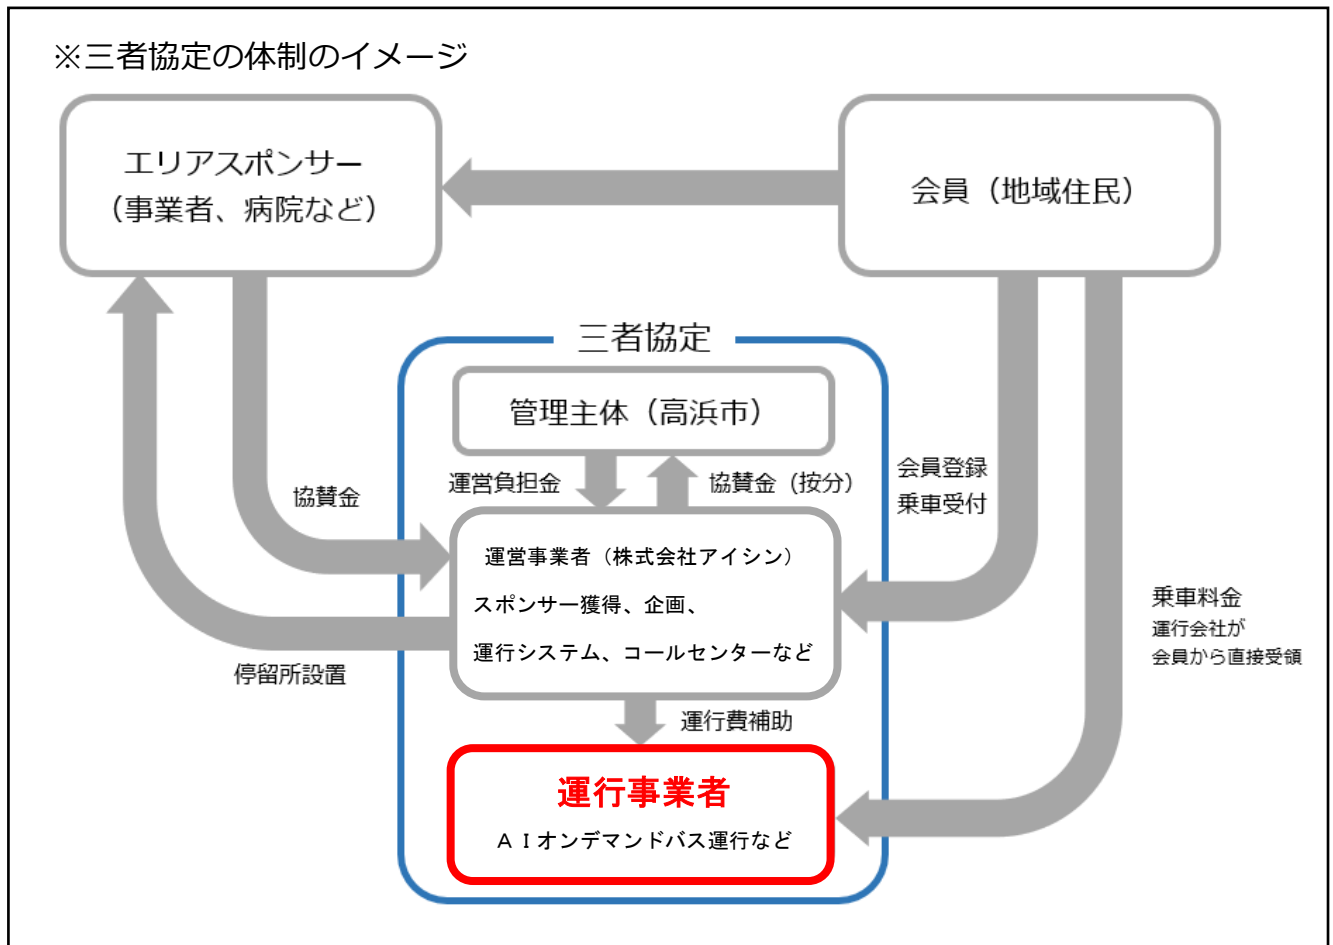 ※三者協定の体制のイメージ
エリアスポンサー
（事業者、病院など）
会員（地域住民）
三者協定
管理主体（高浜市）
運営負担金
協賛金（按分）
協賛金
会員登録
乗車受付
運営事業者（株式会社アイシン）
スポンサー獲得、企画、
運行システム、コールセンターなど
停留所設置
乗車料金
運行会社が
会員から直接受領
運行費補助
運行事業者
ＡＩオンデマンドバス運行など